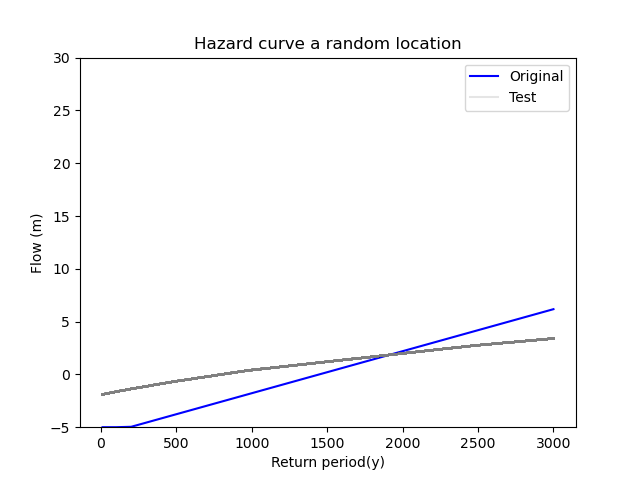 Hazard curve a random location
Original
Test
30
25
20
15
10
5
0
−5
Flow (m)
0 500 1000 1500 2000 2500 3000
Return period(y)